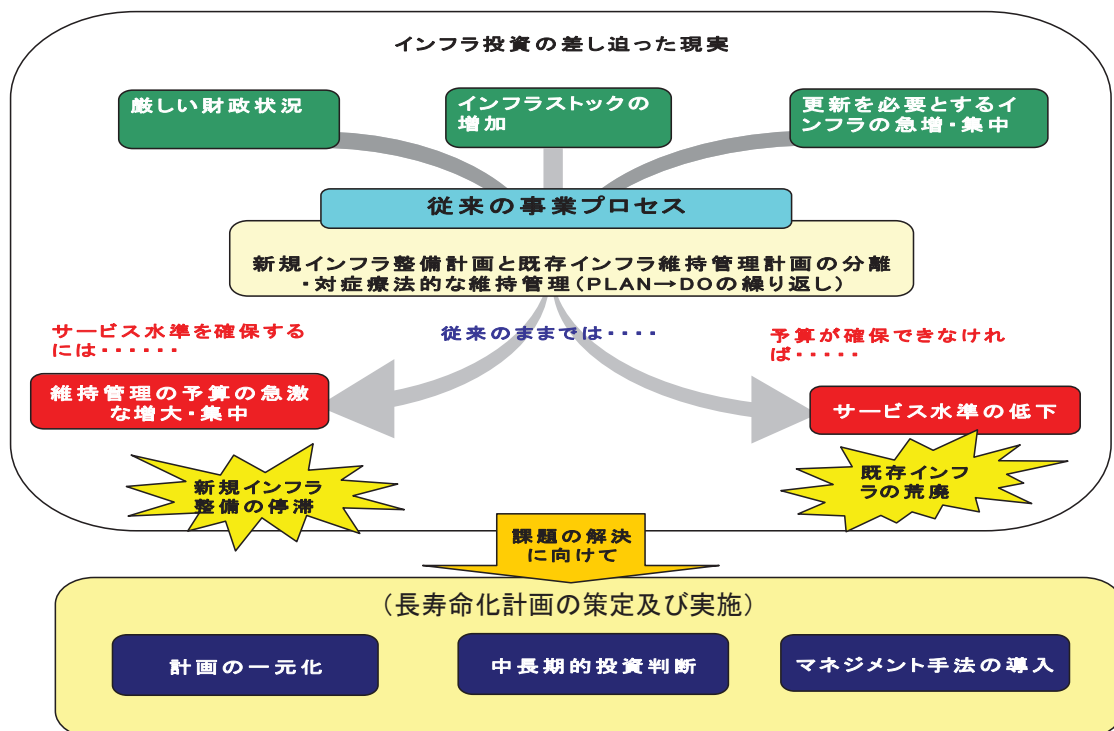 インフラ投資の差し迫った現実
厳しい財政状況
インフラストックの
増加
更新を必要とするイ
ンフラの急増・集中
従来の事業プロセス
新規インフラ整備計画と既存インフラ維持管理計画の分離
・対症療法的な維持管理(PLAN→DOの繰り返し)
サービス水準を確保する
には・・・・・・
従来のままでは・・・・
予算が確保できなけれ
ば・・・・・
維持管理の予算の急激
な増大・集中
サービス水準の低下
新規インフラ
整備の停滞
既存インフ
ラの荒廃
課題の解決
に向けて
(長寿命化計画の策定及び実施)
計画の一元化
中長期的投資判断
マネジメント手法の導入